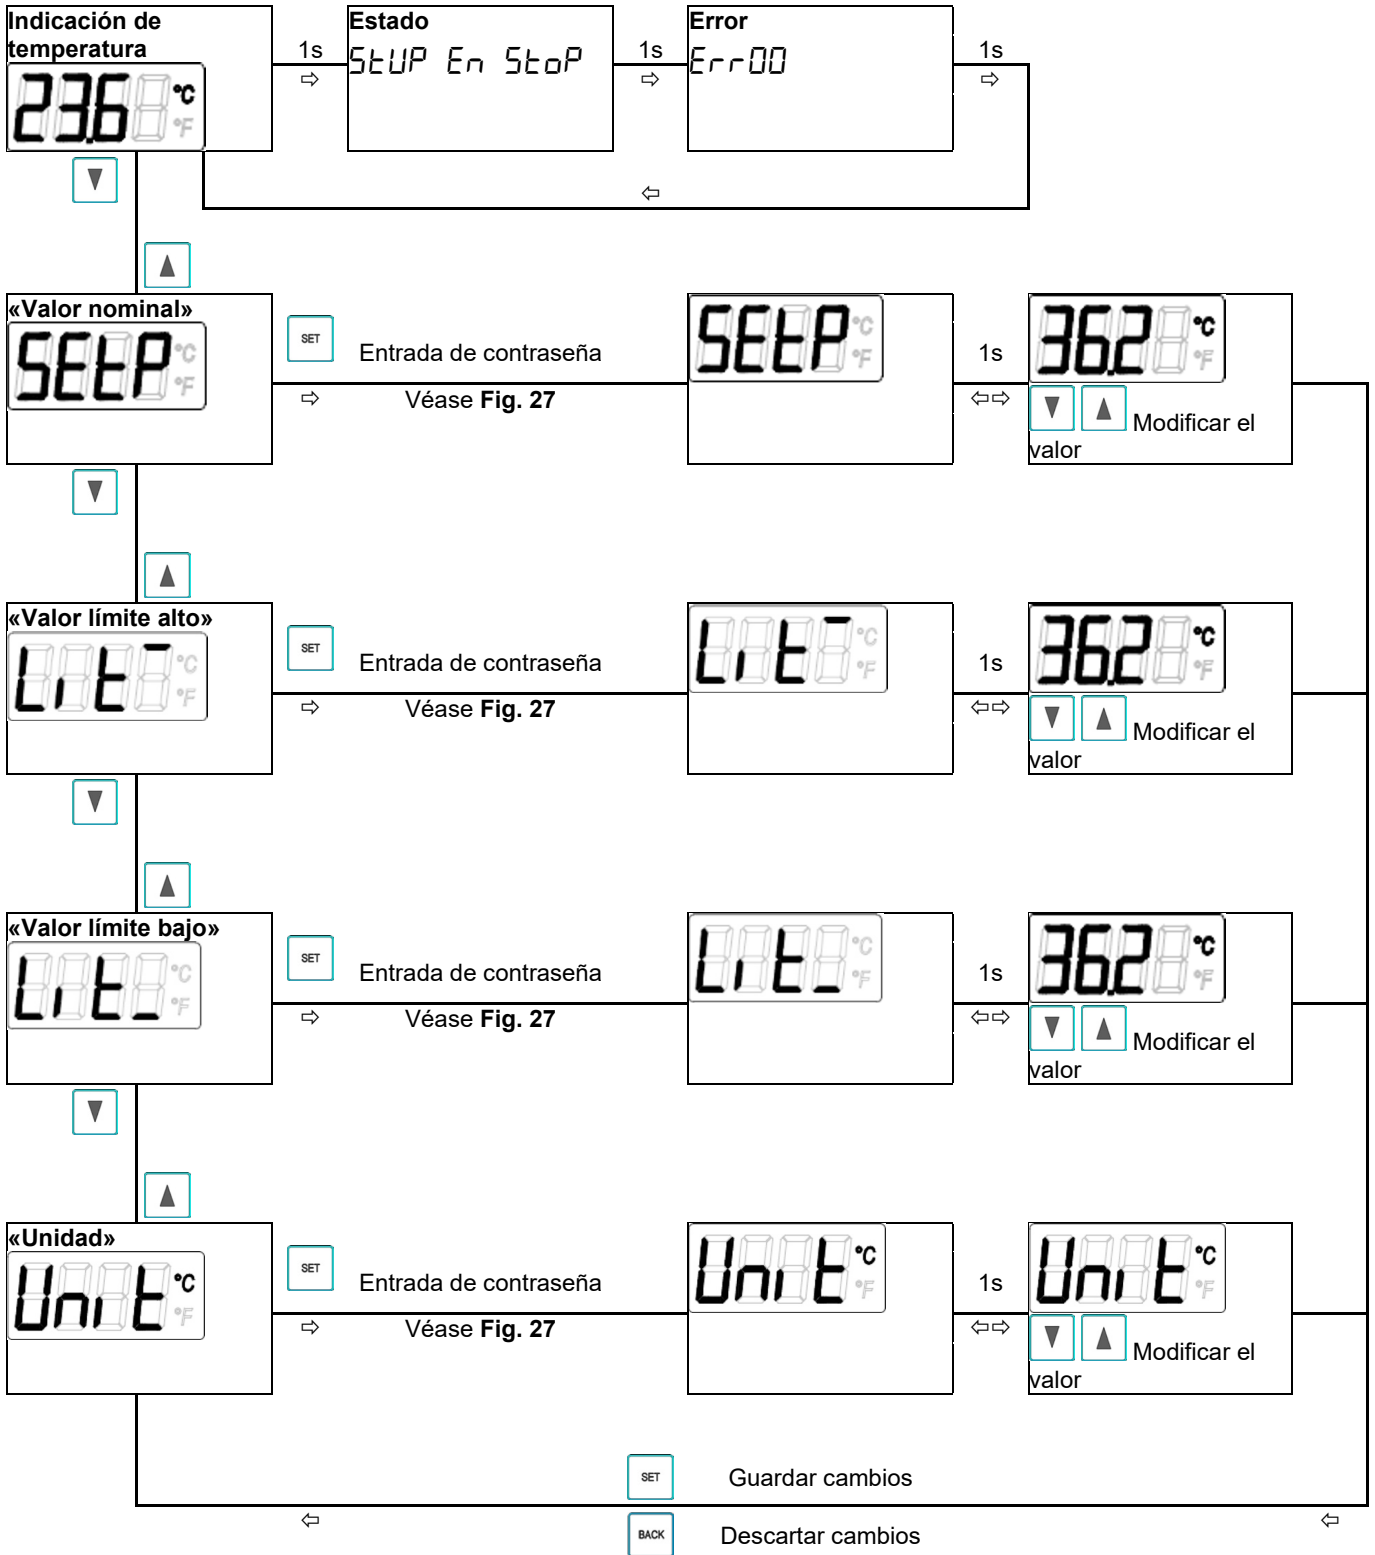 Indicación de
temperatura
23.6 °C
°F
1s
Estado
StUP En StoP
1s
Error
Err00
1s
«Valor nominal»
SEtP °C
°F
SET
Entrada de contraseña
Véase Fig. 27
SEtP °C
°F
1s
36.2 °C
°F
Modificar el
valor
«Valor límite alto»
Lit¯ °C
°F
SET
Entrada de contraseña
Véase Fig. 27
Lit¯ °C
°F
1s
36.2 °C
°F
Modificar el
valor
«Valor límite bajo»
Lit_ °C
°F
SET
Entrada de contraseña
Véase Fig. 27
Lit_ °C
°F
1s
36.2 °C
°F
Modificar el
valor
«Unidad»
Unit °C
°F
SET
Entrada de contraseña
Véase Fig. 27
Unit °C
°F
1s
Unit °C
°F
Modificar el
valor
SET Guardar cambios
BACK Descartar cambios